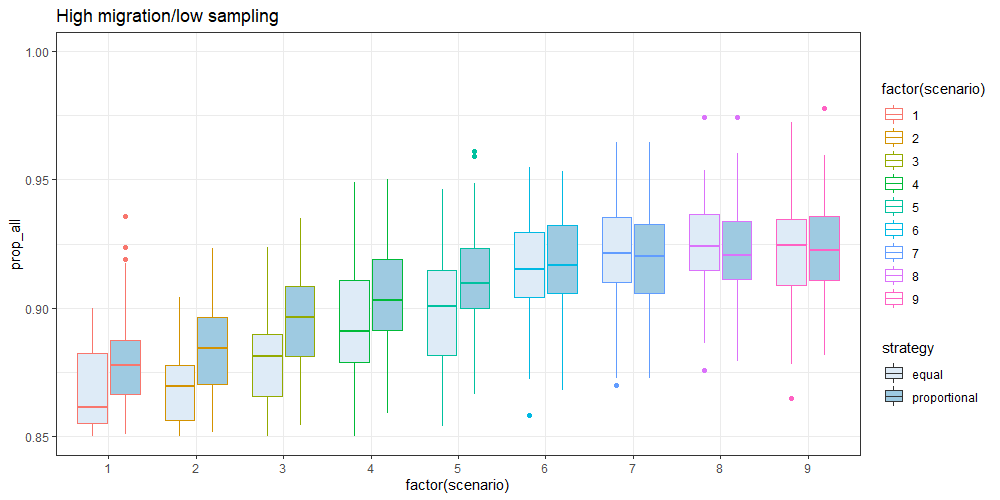 High migration/low sampling
prop_all
1.00
0.95
0.90
0.85
1 2 3 4 5 6 7 8 9
factor(scenario)
factor(scenario)
1
2
3
4
5
6
7
8
9
strategy
equal
proportional